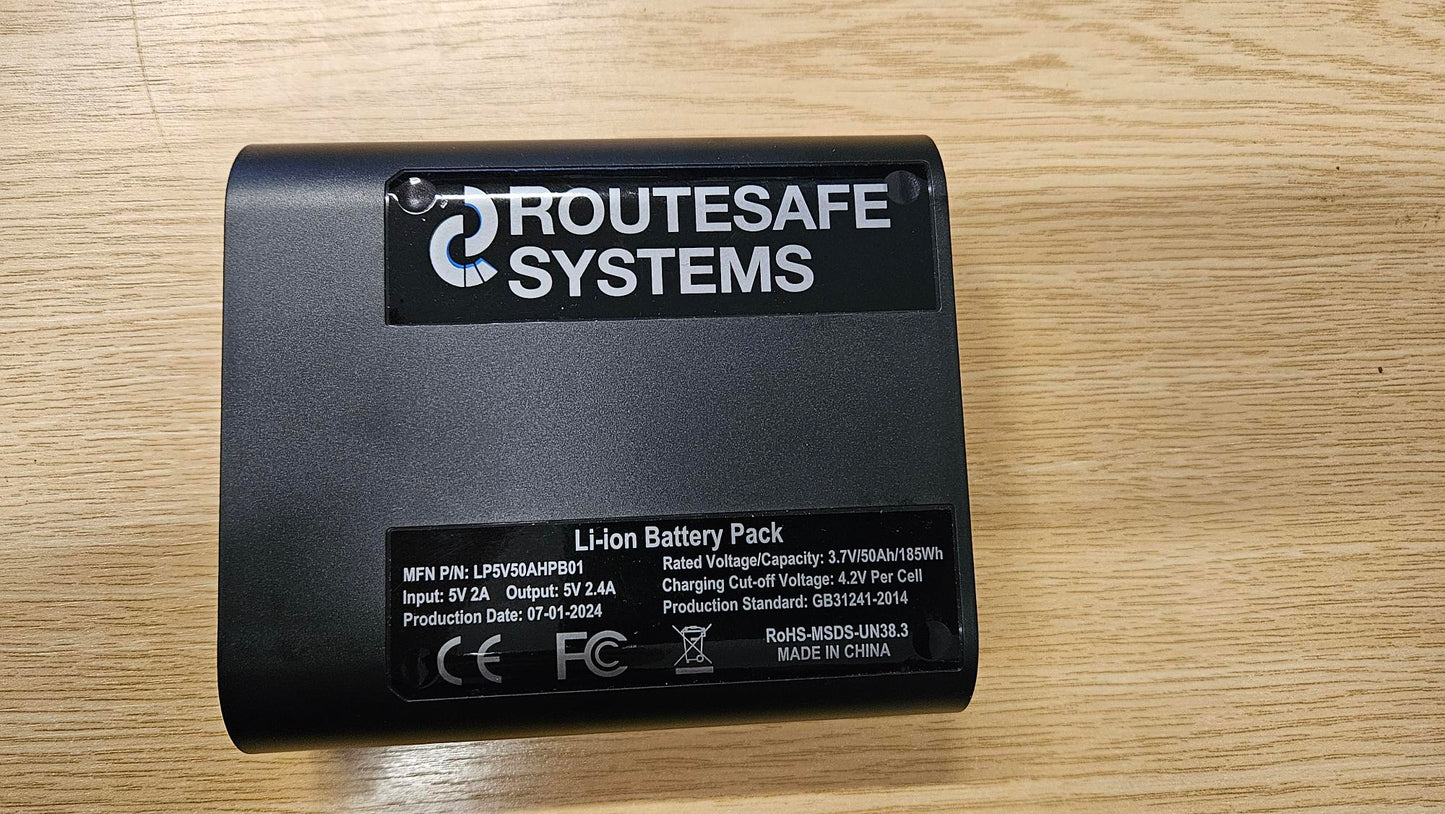 ROUTESAFE
SYSTEMS
Li-ion Battery Pack
MFN P/N: LP5V50AHPB01
Input: 5V 2A Output: 5V 2.4A
Production Date: 07-01-2024
Rated Voltage/Capacity: 3.7V/50Ah/185Wh
Charging Cut-off Voltage: 4.2V Per Cell
Production Standard: GB31241-2014
CE FC
RoHS-MSDS-UN38.3
MADE IN CHINA